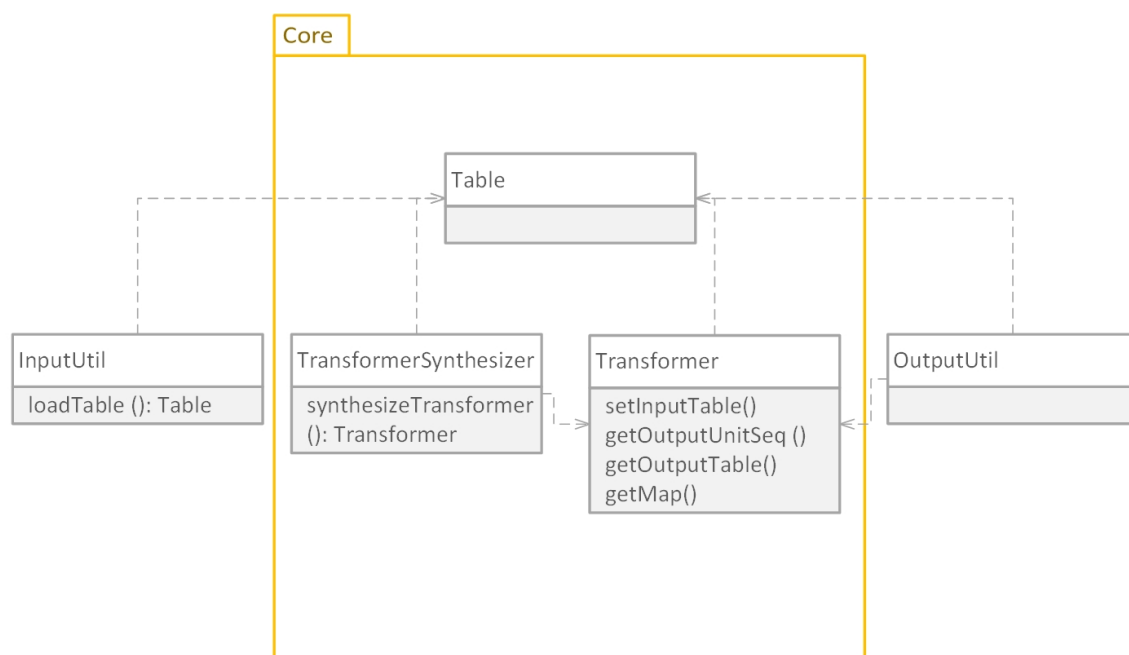 Core
Table
InputUtil
loadTable (): Table
TransformerSynthesizer
synthesizeTransformer
(): Transformer
Transformer
setInputTable()
getOutputUnitSeq ()
getOutputTable()
getMap()
OutputUtil